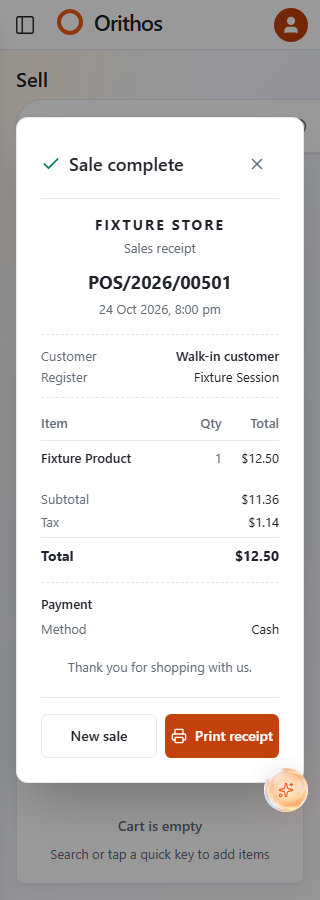 Orithos
Sell
Sale complete
FIXTURE STORE
Sales receipt
POS/2026/00501
24 Oct 2026, 8:00 pm
Customer Walk-in customer
Register Fixture Session
Item Qty Total
Fixture Product 1 $12.50
Subtotal $11.36
Tax $1.14
Total $12.50
Payment
Method Cash
Thank you for shopping with us.
New sale Print receipt
Cart is empty
Search or tap a quick key to add items